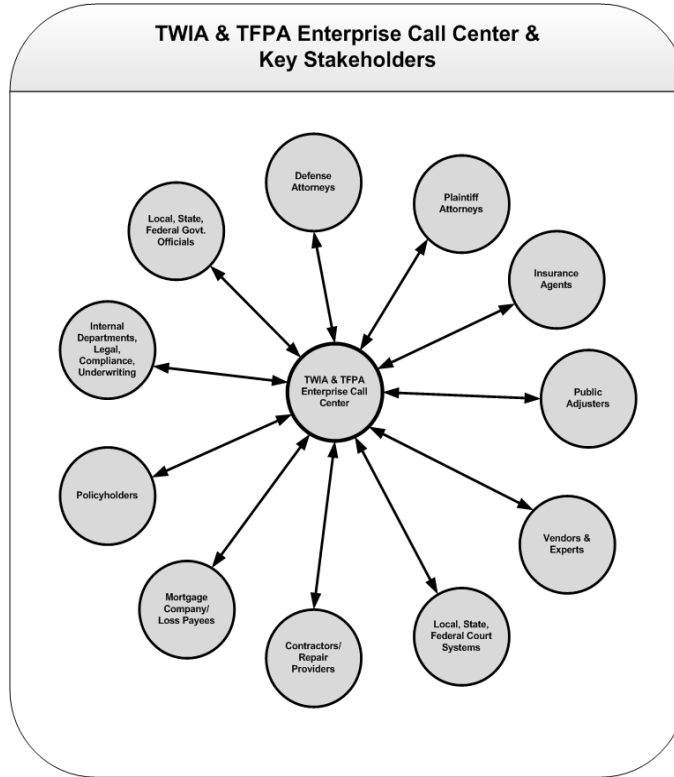 TWIA & TFPA Enterprise Call Center &
Key Stakeholders
Defense
Attorneys
Plaintiff
Attorneys
Local, State,
Federal Govt.
Officials
Insurance
Agents
Internal
Departments,
Legal,
Compliance,
Underwriting
TWIA & TFPA
Enterprise Call
Center
Public
Adjusters
Policyholders
Vendors &
Experts
Mortgage
Company/
Loss Payees
Contractors/
Repair
Providers
Local, State,
Federal Court
Systems